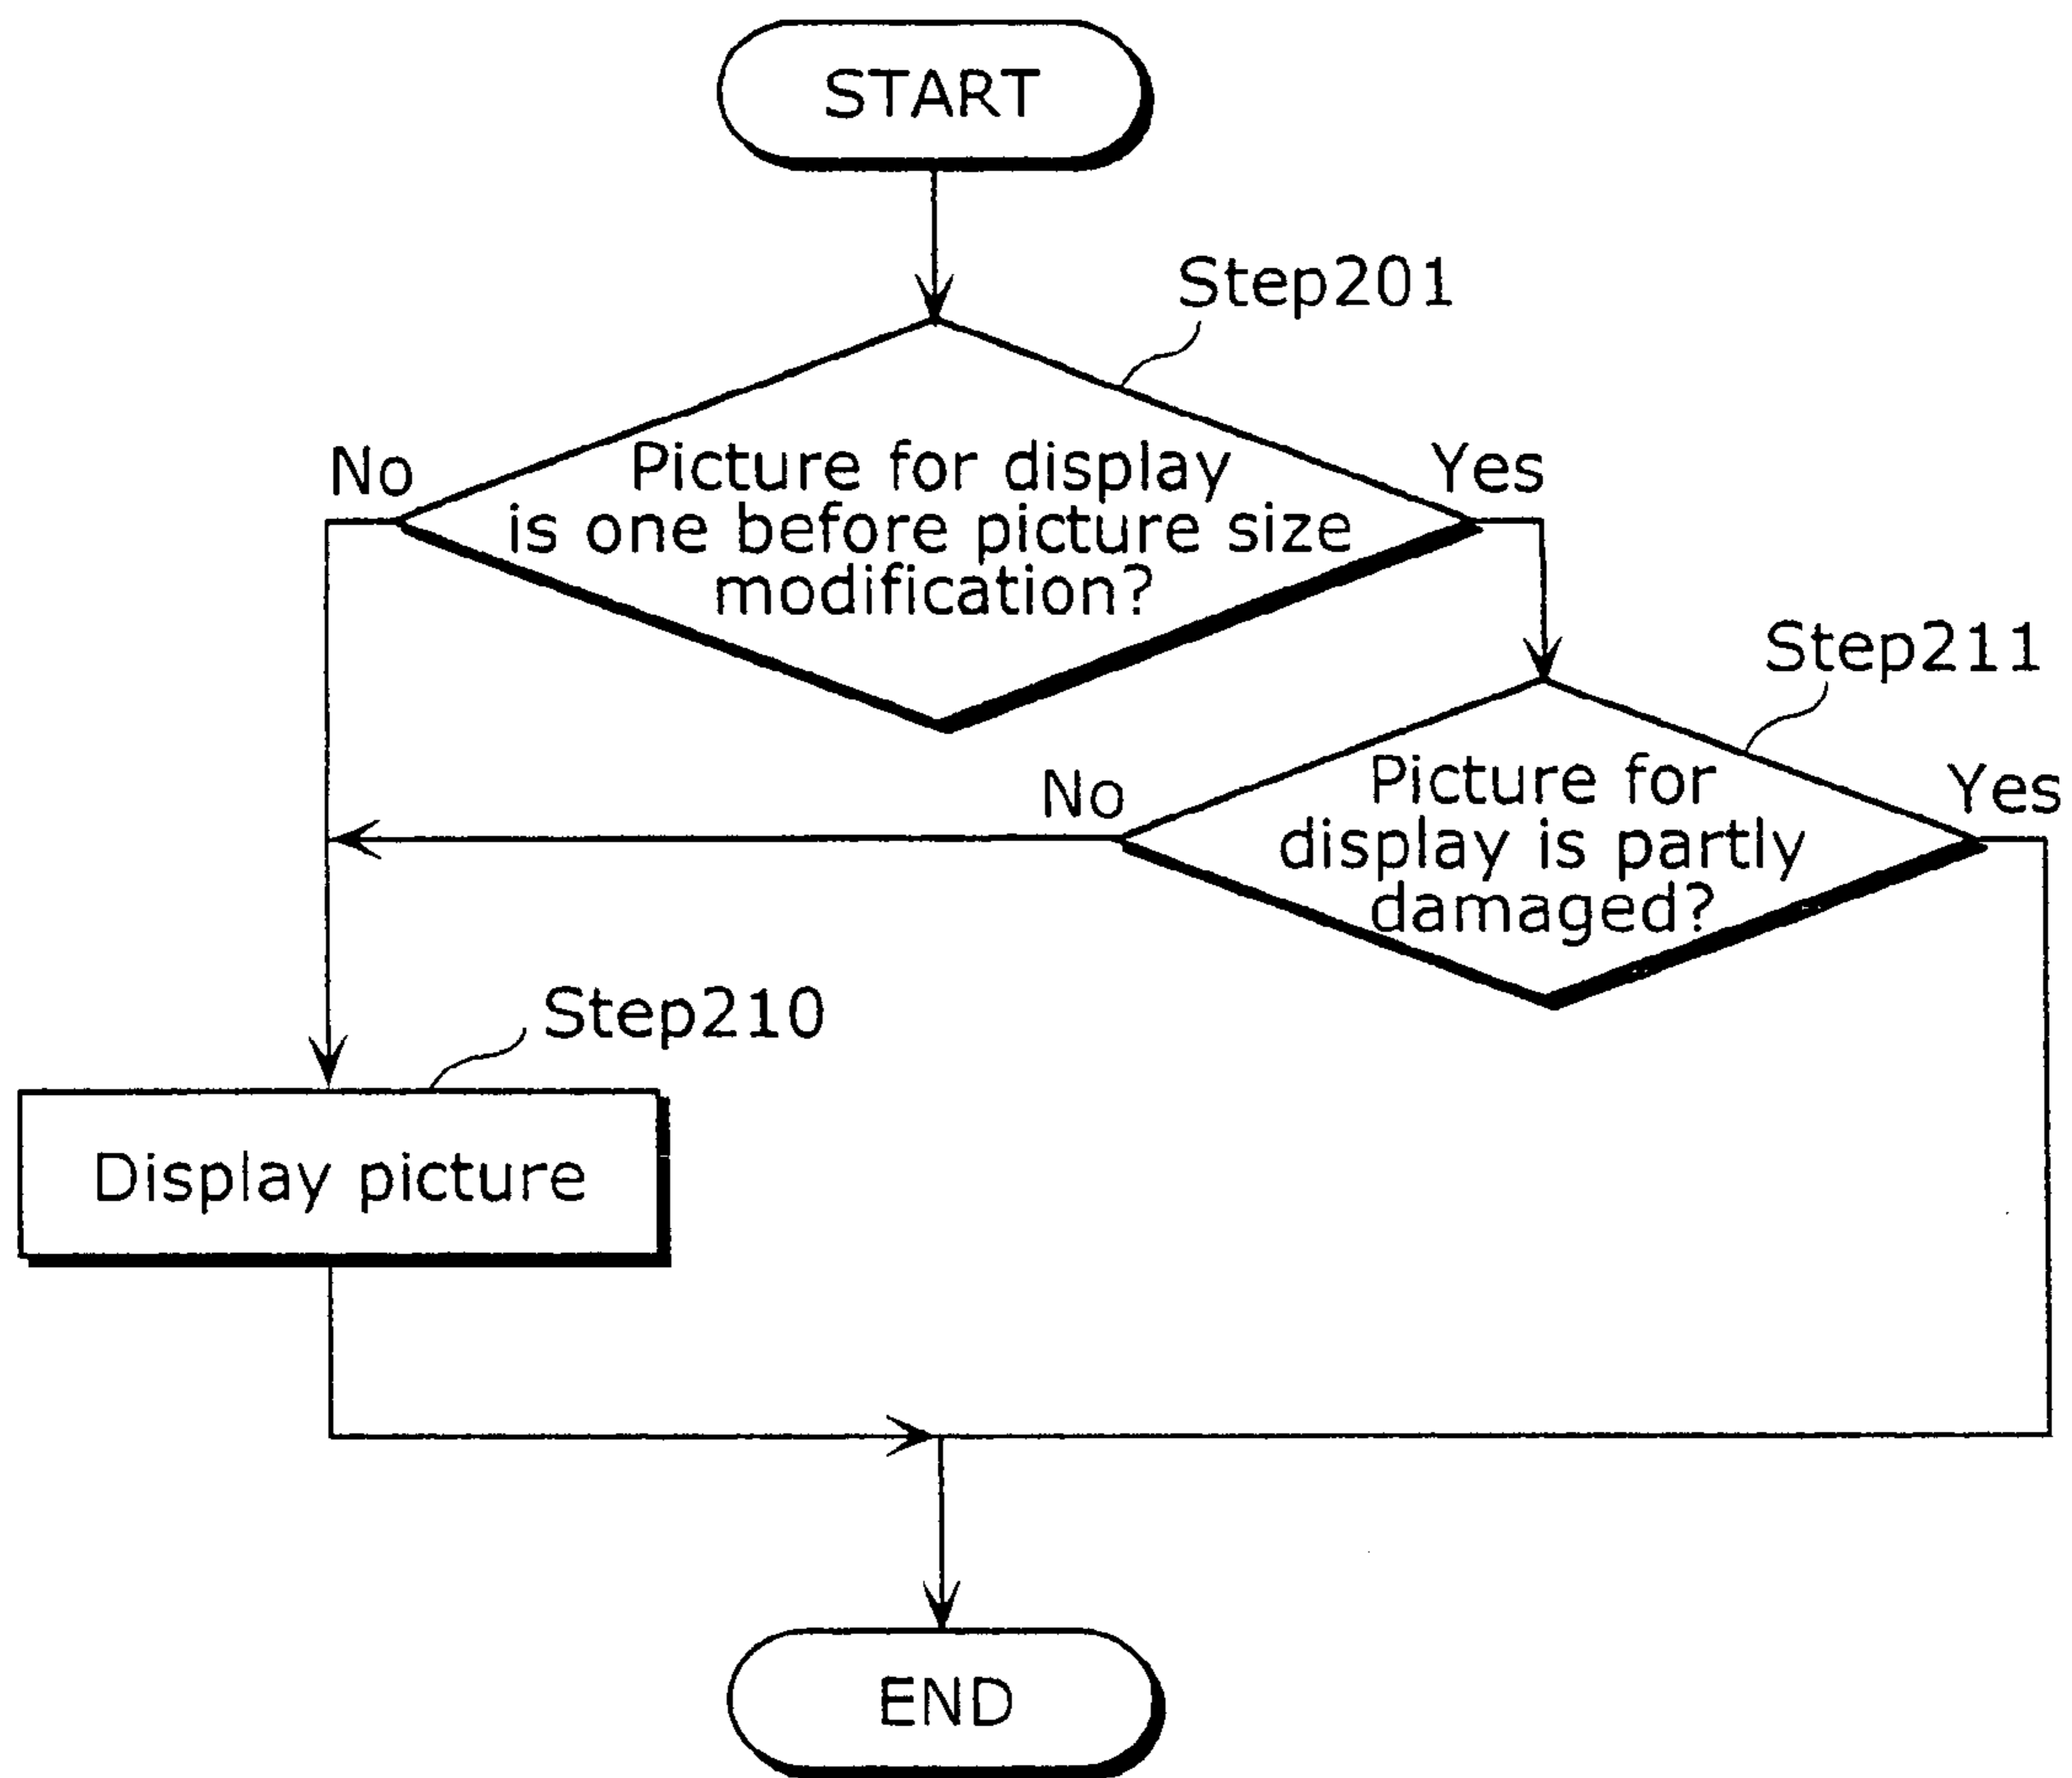 START
Step201
No
Yes
Picture for display
is one before picture size
modification?
Step211
No
Yes
Picture for
display is partly
damaged?
Step210
Display picture
END